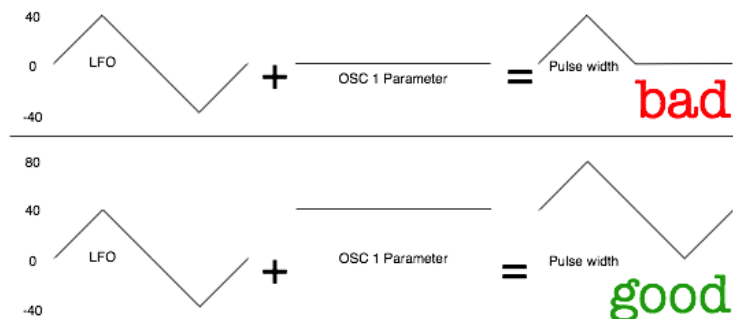 40
LFO
0
+
OSC 1 Parameter
=
Pulse width
-40
bad
80
40
LFO
0
+
OSC 1 Parameter
=
Pulse width
-40
good